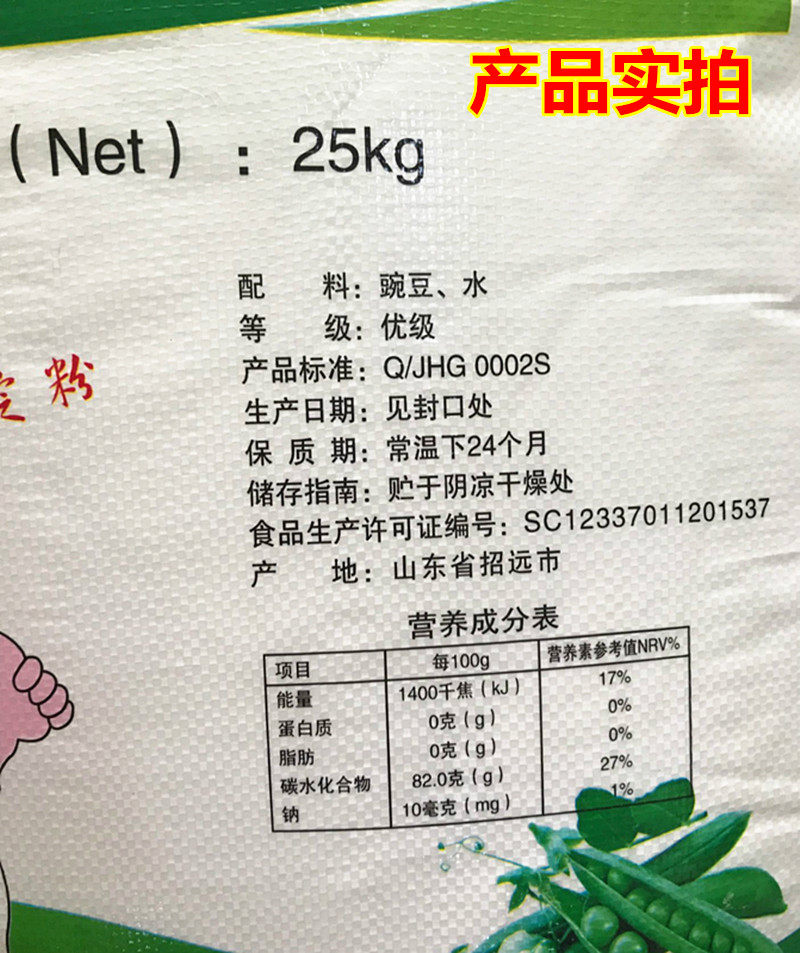 产品实拍
（Net）：25kg
配 料：豌豆、水
等 级：优级
产品标准：Q/JHG 0002S
生产日期：见封口处
保 质 期：常温下24个月
储存指南：贮于阴凉干燥处
食品生产许可证编号：SC12337011201537
产 地：山东省招远市
粉
营养成分表
项目 每100g 营养素参考值NRV%
能量 1400千焦（kJ） 17%
蛋白质 0克（g） 0%
脂肪 0克（g） 0%
碳水化合物 82.0克（g） 27%
钠 10毫克（mg） 1%